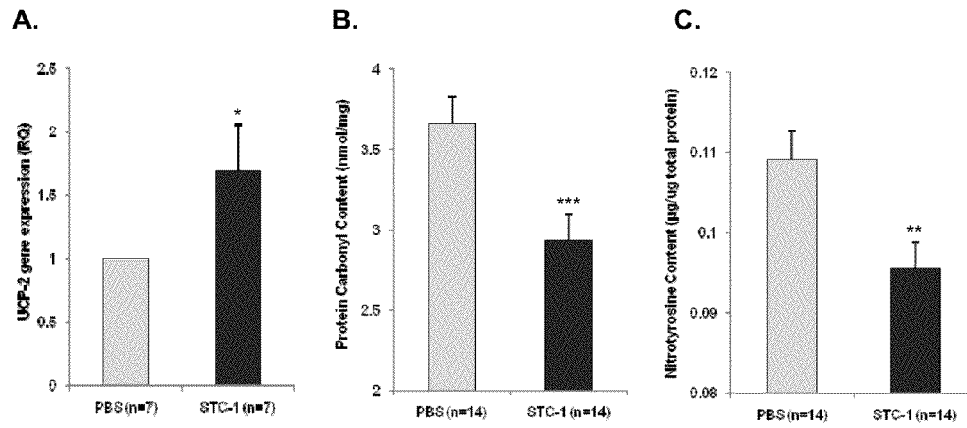 A.
UCP-2 gene expression (RQ)
2.5
2
1.5
1
0.5
0
*
PBS (n=7)
STC-1 (n=7)
B.
Protein Carbonyl Content (nmol/mg)
4
3.5
3
2.5
2
***
PBS (n=14)
STC-1 (n=14)
C.
Nitrotyrosine Content (µg/ug total protein)
0.12
0.11
0.1
0.09
0.08
**
PBS (n=14)
STC-1 (n=14)